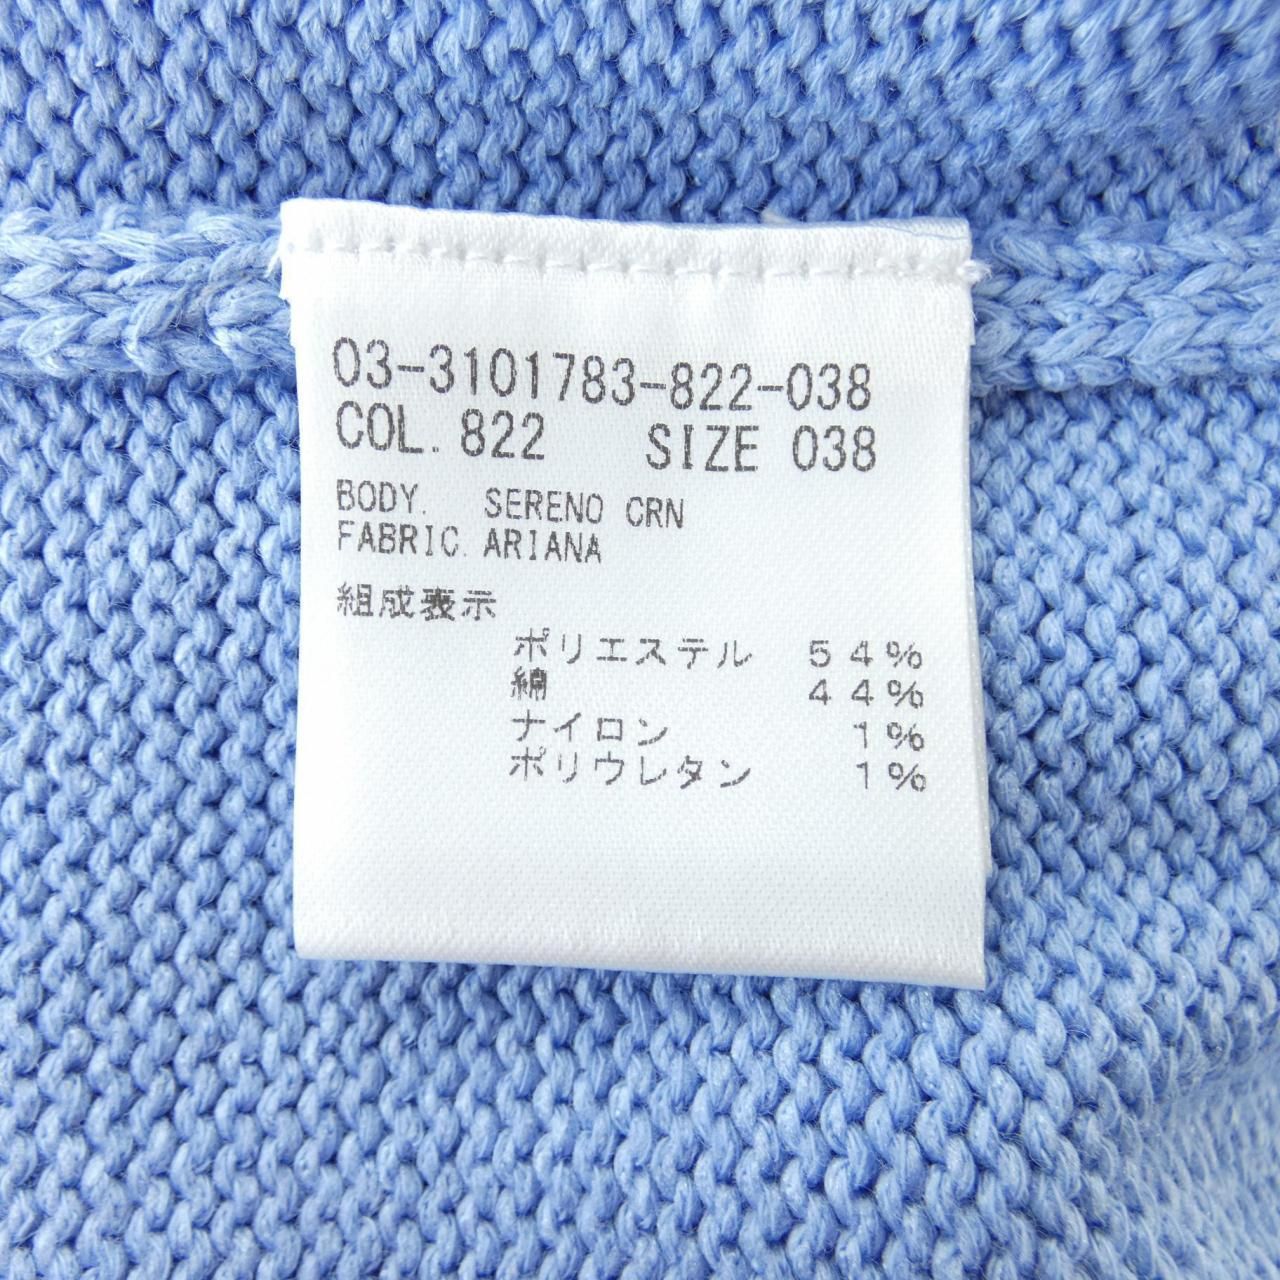 03-3101783-822-038
COL. 822 SIZE 038
BODY. SERENO CRN
FABRIC. ARIANA
組成表示
ポリエステル 54%
綿 44%
ナイロン 1%
ポリウレタン 1%